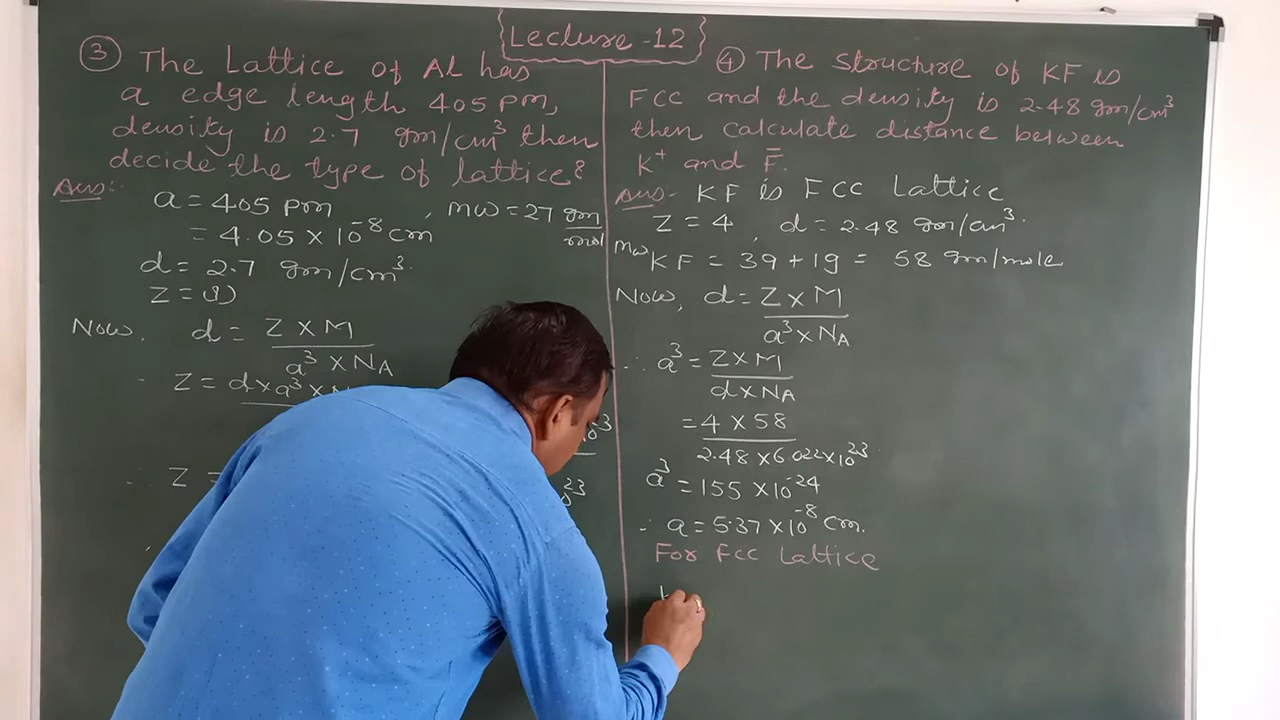 Lecture-12
③ The Lattice of Al has
a edge length 405 pm,
density is 2.7 gm/cm³ then
decide the type of lattice?
Ans:- a = 405 pm , mw = 27 gm/mol
= 4.05 × 10⁻⁸ cm
d = 2.7 gm/cm³.
Z = (?)
Now, d = Z × M / a³ × N_A
Z = d × a³ ×
∴ Z =
④ The structure of KF is
FCC and the density is 2.48 gm/cm³
then calculate distance between
K⁺ and F̄.
Ans- KF is FCC Lattice
Z = 4 , d = 2.48 gm/cm³.
Mw KF = 39 + 19 = 58 gm/mole
Now, d = Z × M / a³ × N_A
∴ a³ = Z × M / d × N_A
= 4 × 58 / 2.48 × 6.022 × 10²³
a³ = 155 × 10⁻²⁴
∴ a = 5.37 × 10⁻⁸ cm.
For Fcc Lattice